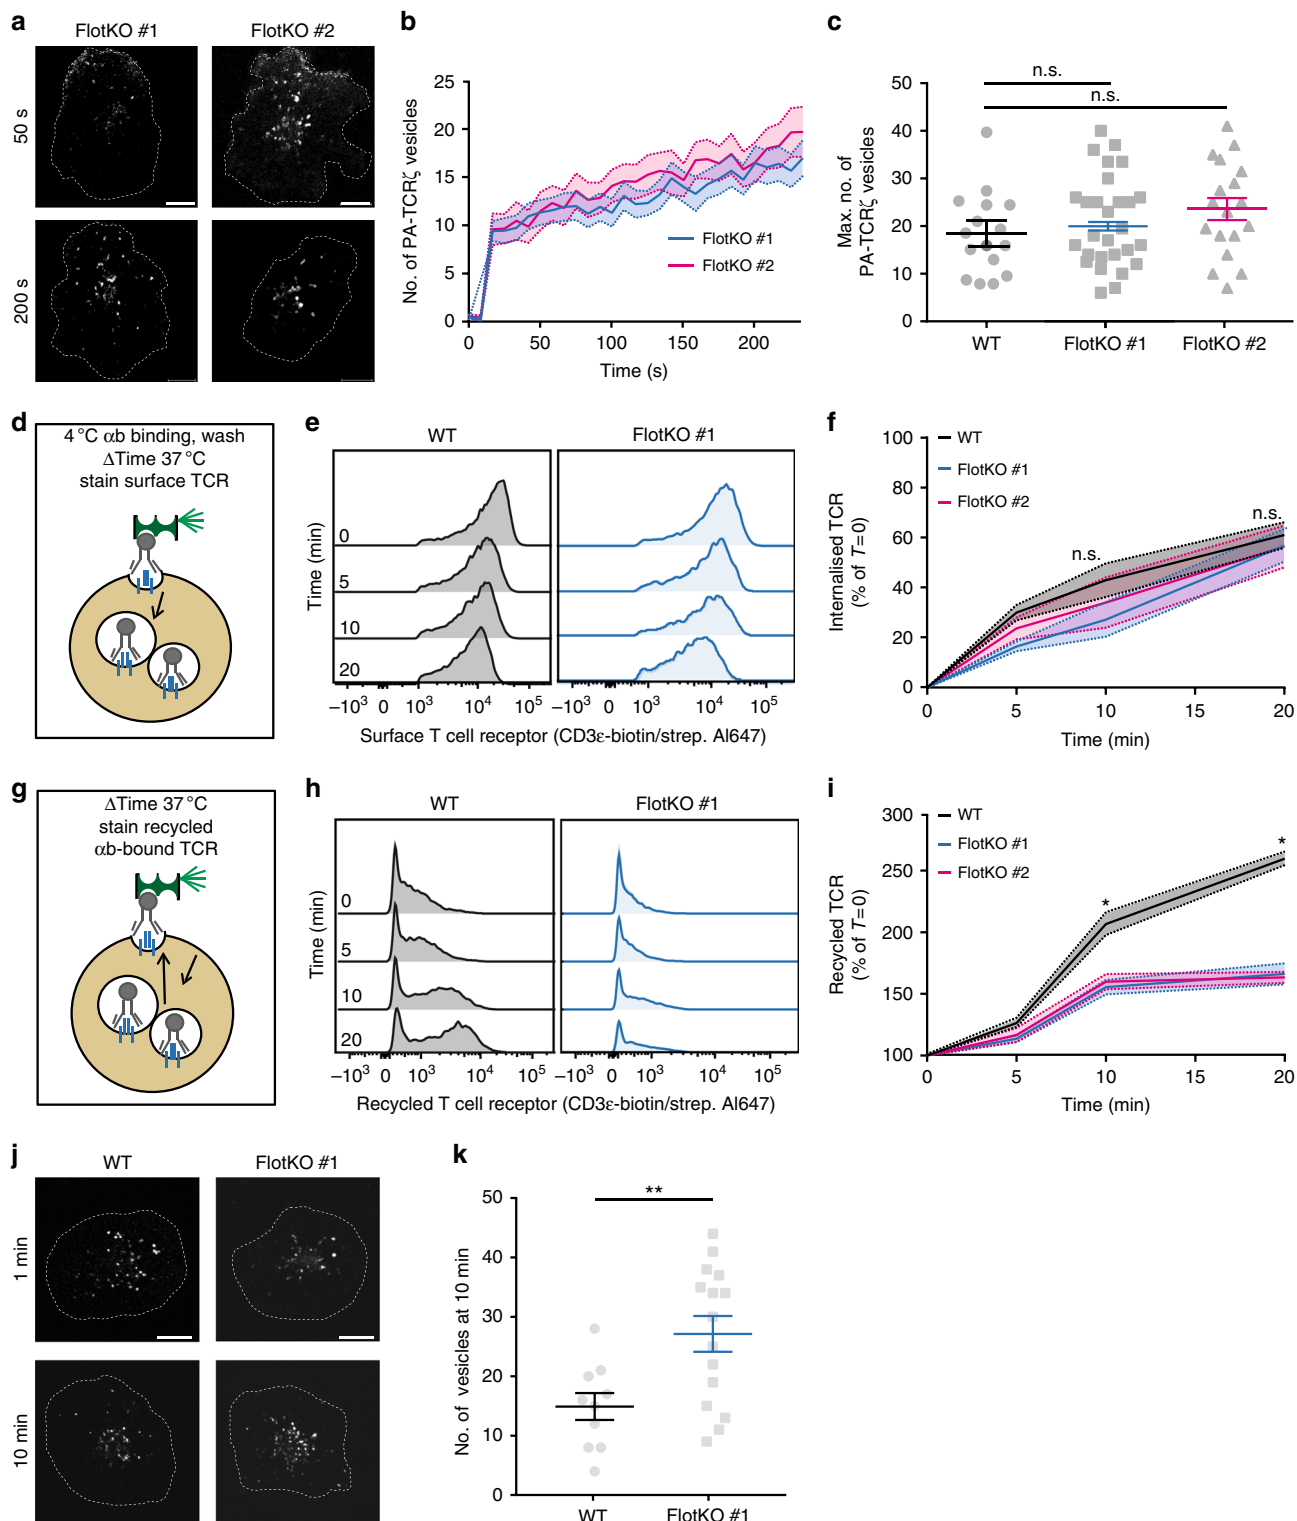 a
FlotKO #1
FlotKO #2
50 s
200 s
b
No. of PA-TCRζ vesicles
25
20
15
10
5
0
FlotKO #1
FlotKO #2
0
50
100
150
200
Time (s)
c
n.s.
n.s.
Max. no. of
PA-TCRζ vesicles
50
40
30
20
10
0
WT
FlotKO #1
FlotKO #2
d
4 °C αb binding, wash
ΔTime 37 °C
stain surface TCR
e
WT
FlotKO #1
Time (min)
0
5
10
20
−10³ 0 10³ 10⁴ 10⁵
−10³ 0 10³ 10⁴ 10⁵
Surface T cell receptor (CD3ε-biotin/strep. Al647)
f
Internalised TCR
(% of T=0)
100
80
60
40
20
0
WT
FlotKO #1
FlotKO #2
n.s.
n.s.
0
5
10
15
20
Time (min)
g
ΔTime 37 °C
stain recycled
αb-bound TCR
h
WT
FlotKO #1
Time (min)
0
5
10
20
−10³ 0 10³ 10⁴ 10⁵
−10³ 0 10³ 10⁴ 10⁵
Recycled T cell receptor (CD3ε-biotin/strep. Al647)
i
Recycled TCR
(% of T=0)
300
250
200
150
100
WT
FlotKO #1
FlotKO #2
*
*
0
5
10
15
20
Time (min)
j
WT
FlotKO #1
1 min
10 min
k
**
No. of vesicles at 10 min
50
40
30
20
10
0
WT
FlotKO #1